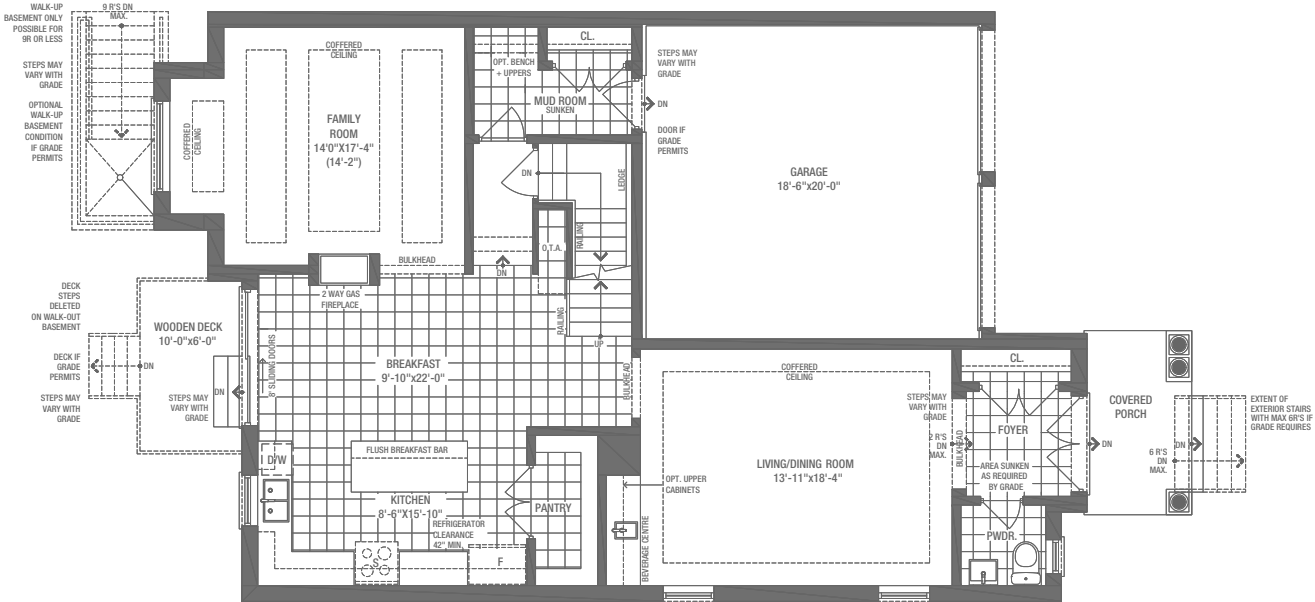 WALK-UP
BASEMENT ONLY
POSSIBLE FOR
9R OR LESS
STEPS MAY
VARY WITH
GRADE
OPTIONAL
WALK-UP
BASEMENT
CONDITION
IF GRADE
PERMITS
9 R'S DN
MAX.
COFFERED
CEILING
COFFERED
CEILING
FAMILY
ROOM
14'0"X17'-4"
(14'-2")
OPT. BENCH
+ UPPERS
CL.
MUD ROOM
SUNKEN
STEPS MAY
VARY WITH
GRADE
DN
DOOR IF
GRADE
PERMITS
GARAGE
18'-6"x20'-0"
DN
LEDGE
RAILING
O.T.A.
BULKHEAD
DN
2 WAY GAS
FIREPLACE
RAILING
UP
DECK
STEPS
DELETED
ON WALK-OUT
BASEMENT
DECK IF
GRADE
PERMITS
STEPS MAY
VARY WITH
GRADE
WOODEN DECK
10'-0"x6'-0"
DN
DN
STEPS MAY
VARY WITH
GRADE
8' SLIDING DOORS
BREAKFAST
9'-10"x22'-0"
BULKHEAD
COFFERED
CEILING
STEPS MAY
VARY WITH
GRADE
2 R'S
DN
MAX.
BULKHEAD
CL.
FOYER
AREA SUNKEN
AS REQUIRED
BY GRADE
DN
COVERED
PORCH
DN
6 R'S
DN
MAX.
EXTENT OF
EXTERIOR STAIRS
WITH MAX 6R'S IF
GRADE REQUIRES
D/W
FLUSH BREAKFAST BAR
KITCHEN
8'-6"X15'-10"
REFRIGERATOR
CLEARANCE
42" MIN.
S
F
PANTRY
OPT. UPPER
CABINETS
BEVERAGE CENTRE
LIVING/DINING ROOM
13'-11"x18'-4"
PWDR.